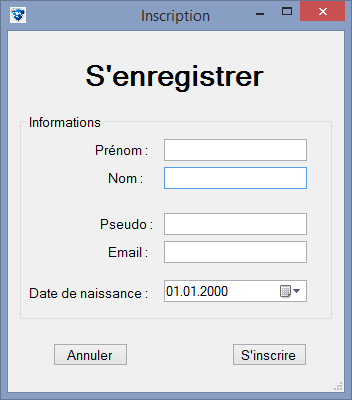 Inscription
S'enregistrer
Informations
Prénom :
Nom :
Pseudo :
Email :
Date de naissance : 01.01.2000
Annuler S'inscrire